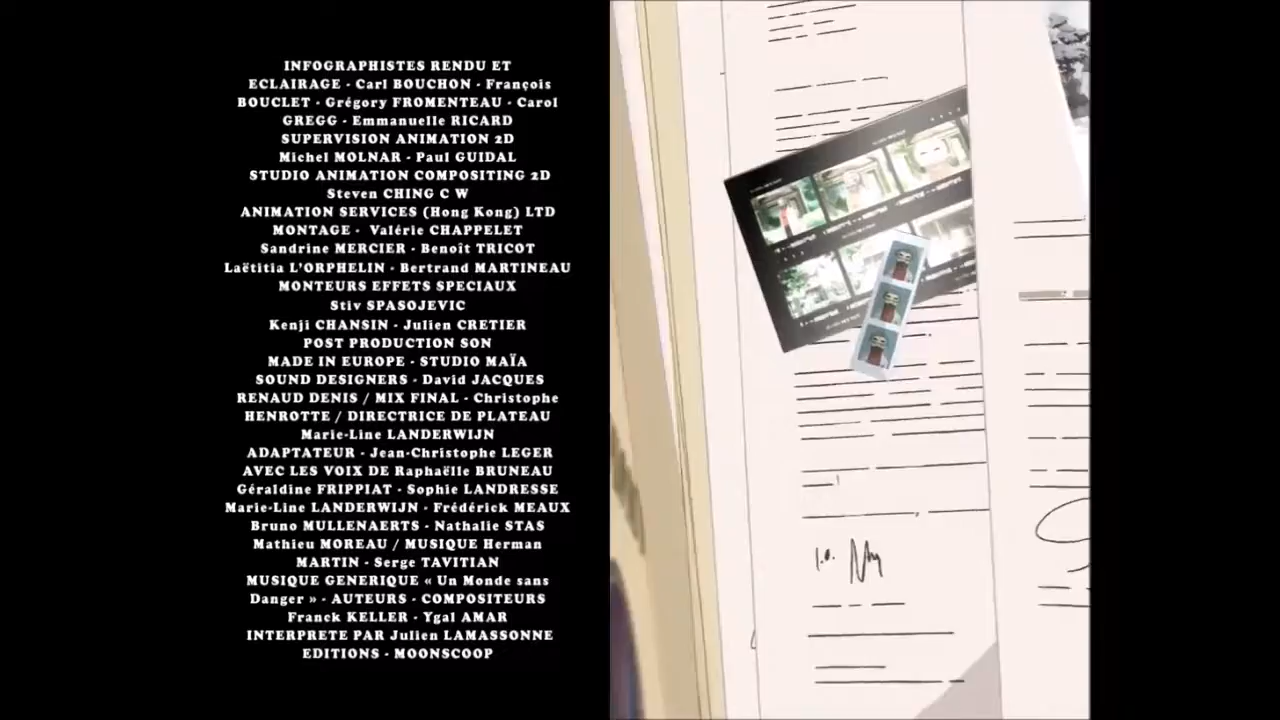 INFOGRAPHISTES RENDU ET
ECLAIRAGE - Carl BOUCHON - François
BOUCLET - Grégory FROMENTEAU - Carol
GREGG - Emmanuelle RICARD
SUPERVISION ANIMATION 2D
Michel MOLNAR - Paul GUIDAL
STUDIO ANIMATION COMPOSITING 2D
Steven CHING C W
ANIMATION SERVICES (Hong Kong) LTD
MONTAGE - Valérie CHAPPELET
Sandrine MERCIER - Benoît TRICOT
Laëtitia L'ORPHELIN - Bertrand MARTINEAU
MONTEURS EFFETS SPECIAUX
Stiv SPASOJEVIC
Kenji CHANSIN - Julien CRETIER
POST PRODUCTION SON
MADE IN EUROPE - STUDIO MAÏA
SOUND DESIGNERS - David JACQUES
RENAUD DENIS / MIX FINAL - Christophe
HENROTTE / DIRECTRICE DE PLATEAU
Marie-Line LANDERWIJN
ADAPTATEUR - Jean-Christophe LEGER
AVEC LES VOIX DE Raphaëlle BRUNEAU
Géraldine FRIPPIAT - Sophie LANDRESSE
Marie-Line LANDERWIJN - Frédérick MEAUX
Bruno MULLENAERTS - Nathalie STAS
Mathieu MOREAU / MUSIQUE Herman
MARTIN - Serge TAVITIAN
MUSIQUE GENERIQUE « Un Monde sans
Danger » - AUTEURS - COMPOSITEURS
Franck KELLER - Ygal AMAR
INTERPRETE PAR Julien LAMASSONNE
EDITIONS - MOONSCOOP